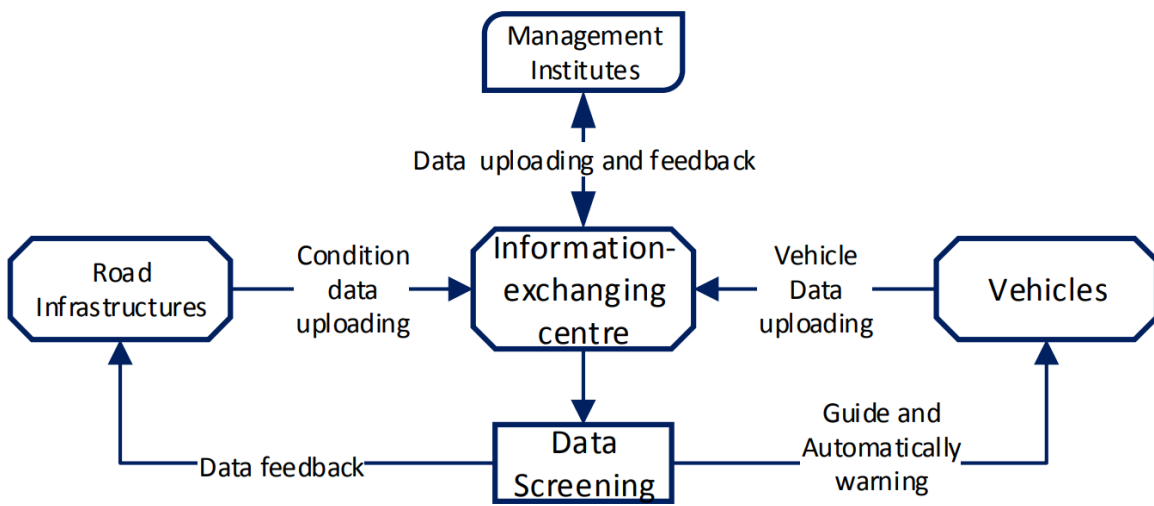 Management
Institutes
Data uploading and feedback
Road
Infrastructures
Condition
data
uploading
Information-
exchanging
centre
Vehicle
Data
uploading
Vehicles
Data feedback
Data
Screening
Guide and
Automatically
warning